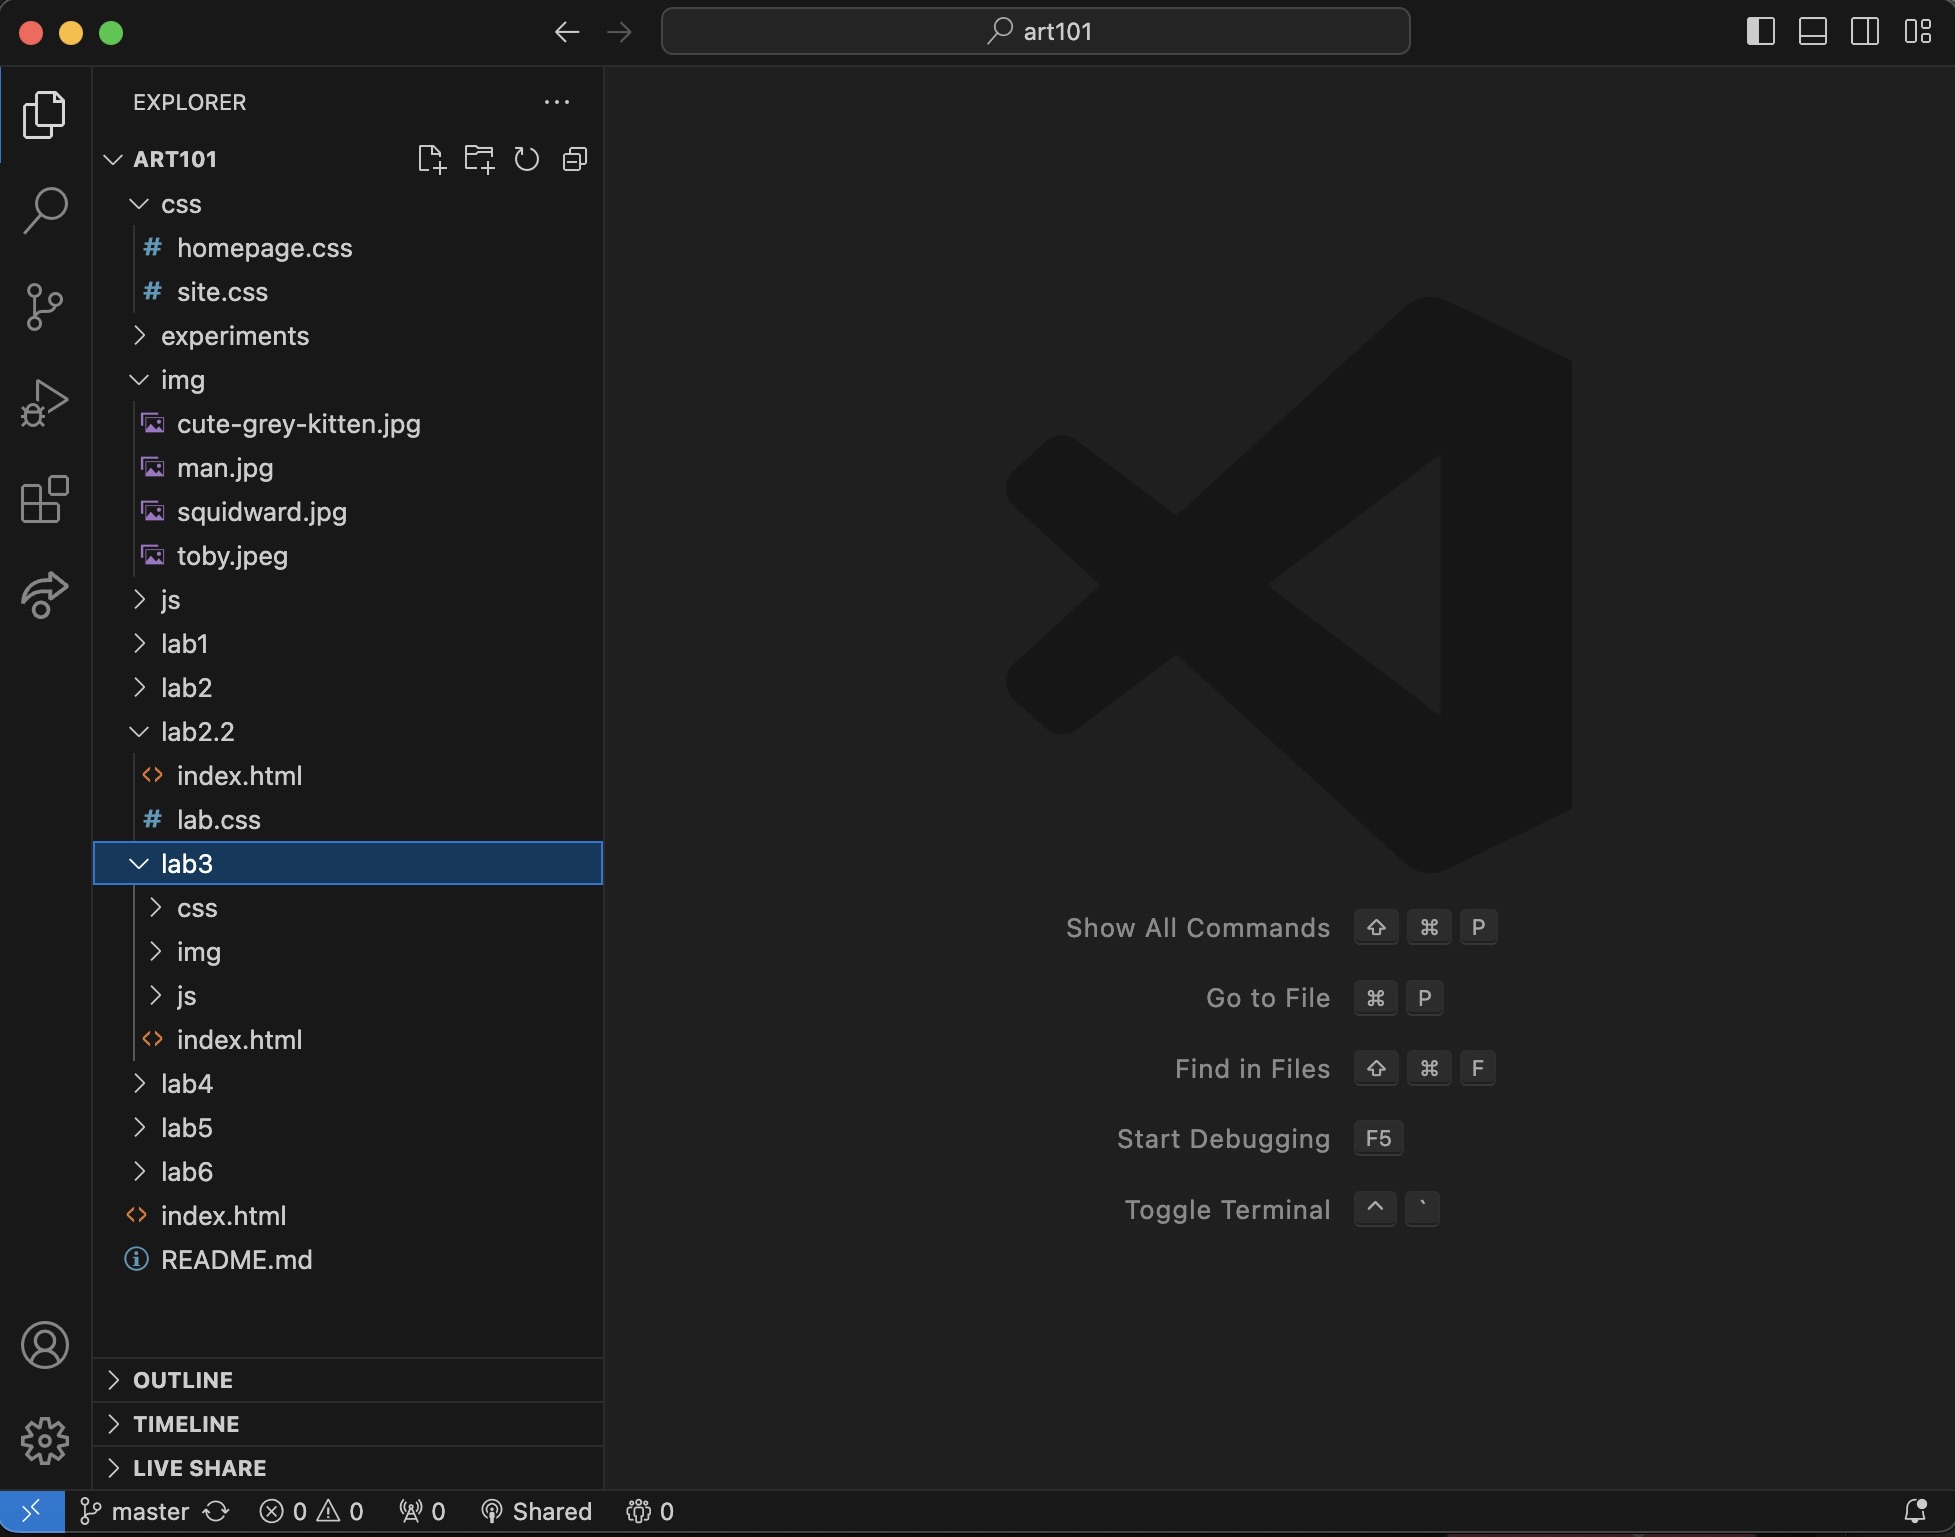 art101
EXPLORER
ART101
css
homepage.css
site.css
experiments
img
cute-grey-kitten.jpg
man.jpg
squidward.jpg
toby.jpeg
js
lab1
lab2
lab2.2
index.html
lab.css
lab3
css
img
js
index.html
lab4
lab5
lab6
index.html
README.md
OUTLINE
TIMELINE
LIVE SHARE
Show All Commands ⇧ ⌘ P
Go to File ⌘ P
Find in Files ⇧ ⌘ F
Start Debugging F5
Toggle Terminal ^ `
master 0 0 0 Shared 0